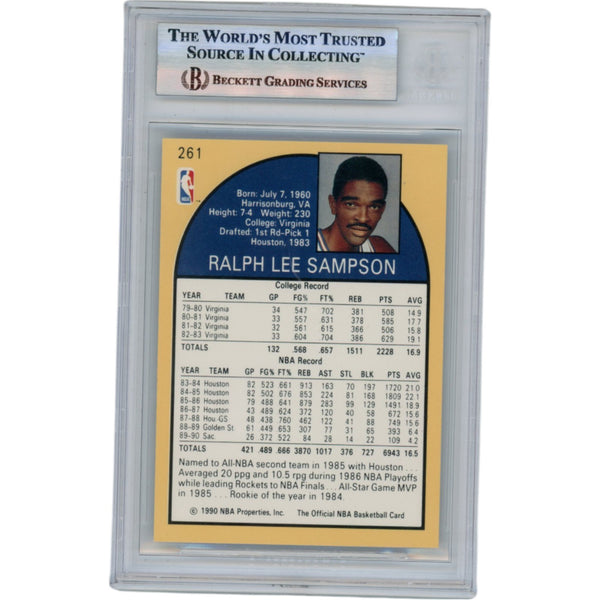 THE WORLD'S MOST TRUSTED
SOURCE IN COLLECTING™
B BECKETT GRADING SERVICES
261
NBA
Born: July 7, 1960
Harrisonburg, VA
Height: 7-4 Weight: 230
College: Virginia
Drafted: 1st Rd-Pick 1
Houston, 1983
RALPH LEE SAMPSON
College Record
YEAR TEAM GP FG% FT% REB PTS AVG
79-80 Virginia 34 547 702 381 508 14.9
80-81 Virginia 33 557 631 378 585 17.7
81-82 Virginia 32 561 615 366 506 15.8
82-83 Virginia 33 604 704 386 629 19.1
TOTALS 132 .568 .657 1511 2228 16.9
NBA Record
YEAR TEAM GP FG% FT% REB AST STL BLK PTS AVG
83-84 Houston 82 523 661 913 163 70 197 1720 21.0
84-85 Houston 82 502 676 853 224 81 168 1809 22.1
85-86 Houston 79 488 641 879 283 99 129 1491 18.9
86-87 Houston 43 489 624 372 120 40 58 672 15.6
87-88 Hou-GS 48 438 760 462 122 41 88 749 15.6
88-89 Golden St 61 449 653 307 77 31 65 393 6.4
89-90 Sac. 26 372 522 84 28 14 22 109 4.2
TOTALS 421 .489 .666 3870 1017 376 727 6943 16.5
Named to All-NBA second team in 1985 with Houston . . .
Averaged 20 ppg and 10.5 rpg during 1986 NBA Playoffs
while leading Rockets to NBA Finals . . . All-Star Game MVP
in 1985 . . . Rookie of the year in 1984.
© 1990 NBA Properties, Inc. The Official NBA Basketball Card